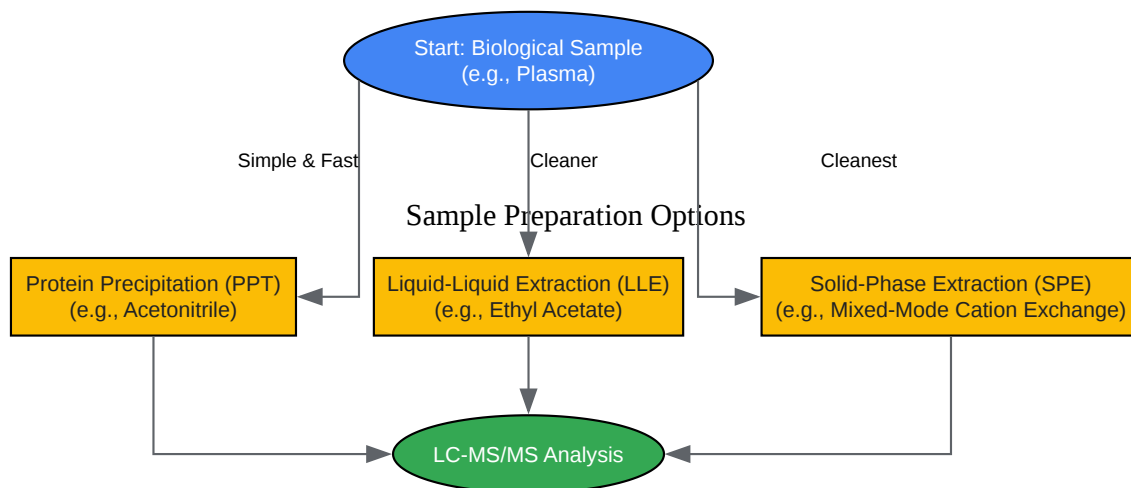 Start: Biological Sample
(e.g., Plasma)
Simple & Fast
Cleaner
Cleanest
Sample Preparation Options
Protein Precipitation (PPT)
(e.g., Acetonitrile)
Liquid-Liquid Extraction (LLE)
(e.g., Ethyl Acetate)
Solid-Phase Extraction (SPE)
(e.g., Mixed-Mode Cation Exchange)
LC-MS/MS Analysis